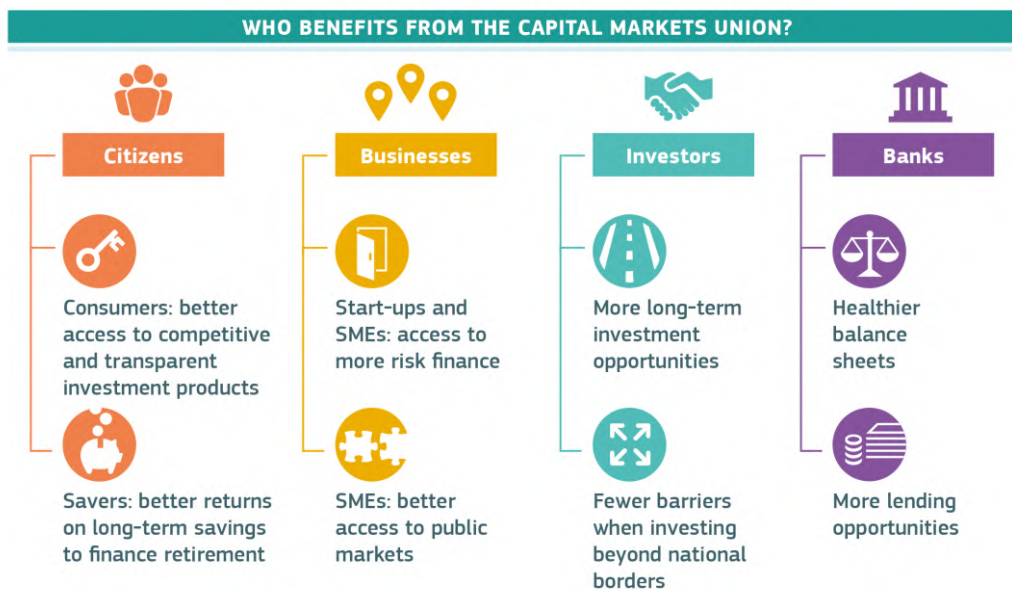 WHO BENEFITS FROM THE CAPITAL MARKETS UNION?
Citizens
Consumers: better
access to competitive
and transparent
investment products
Savers: better returns
on long-term savings
to finance retirement
Businesses
Start-ups and
SMEs: access to
more risk finance
SMEs: better
access to public
markets
Investors
More long-term
investment
opportunities
Fewer barriers
when investing
beyond national
borders
Banks
Healthier
balance
sheets
More lending
opportunities